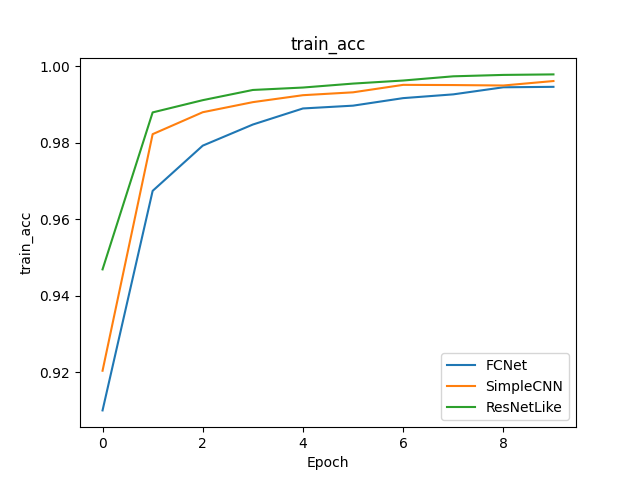 train_acc
1.00
0.98
0.96
0.94
0.92
train_acc
0 2 4 6 8
Epoch
FCNet
SimpleCNN
ResNetLike